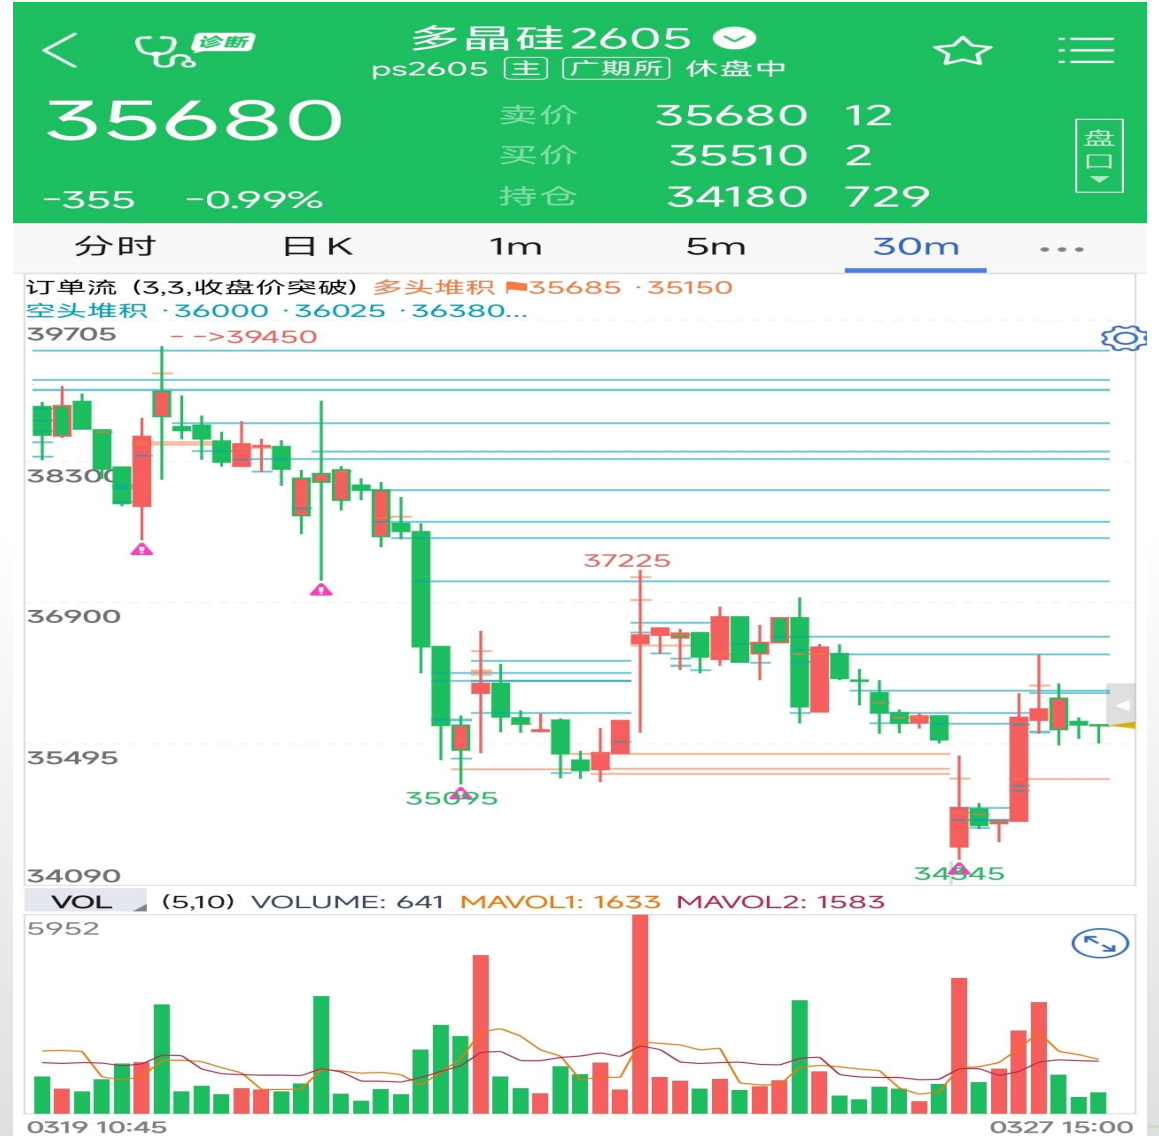 诊断
多晶硅2605
ps2605 主 广期所 休盘中
35680
卖价 35680 12
买价 35510 2
-355 -0.99%
持仓 34180 729
盘口
分时 日K 1m 5m 30m
订单流 (3,3,收盘价突破) 多头堆积 35685 ·35150
空头堆积 ·36000 ·36025 ·36380...
39705
- ->39450
38300
37225
36900
35495
35095
34090
34345
VOL (5,10) VOLUME: 641 MAVOL1: 1633 MAVOL2: 1583
5952
0319 10:45 0327 15:00